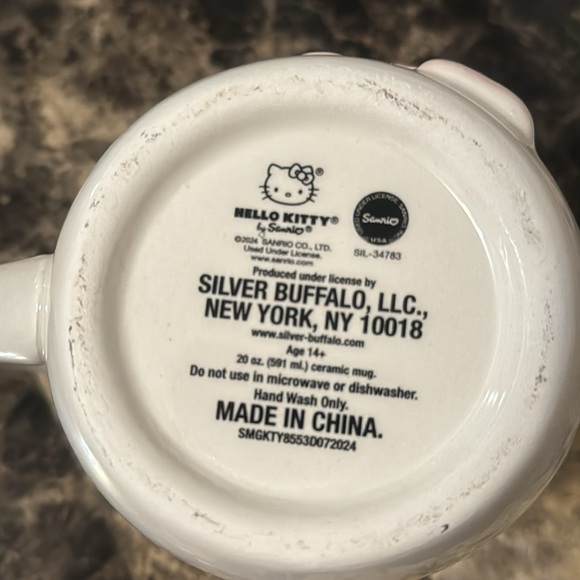 HELLO KITTY®
by Sanrio®
©2024 SANRIO CO., LTD.
Used Under License.
www.sanrio.com
UNDER LICENSE
Sanrio
USA
SIL-34783
Produced under license by
SILVER BUFFALO, LLC.,
NEW YORK, NY 10018
www.silver-buffalo.com
Age 14+
20 oz. (591 ml.) ceramic mug.
Do not use in microwave or dishwasher.
Hand Wash Only.
MADE IN CHINA.
SMGKTY8553D072024